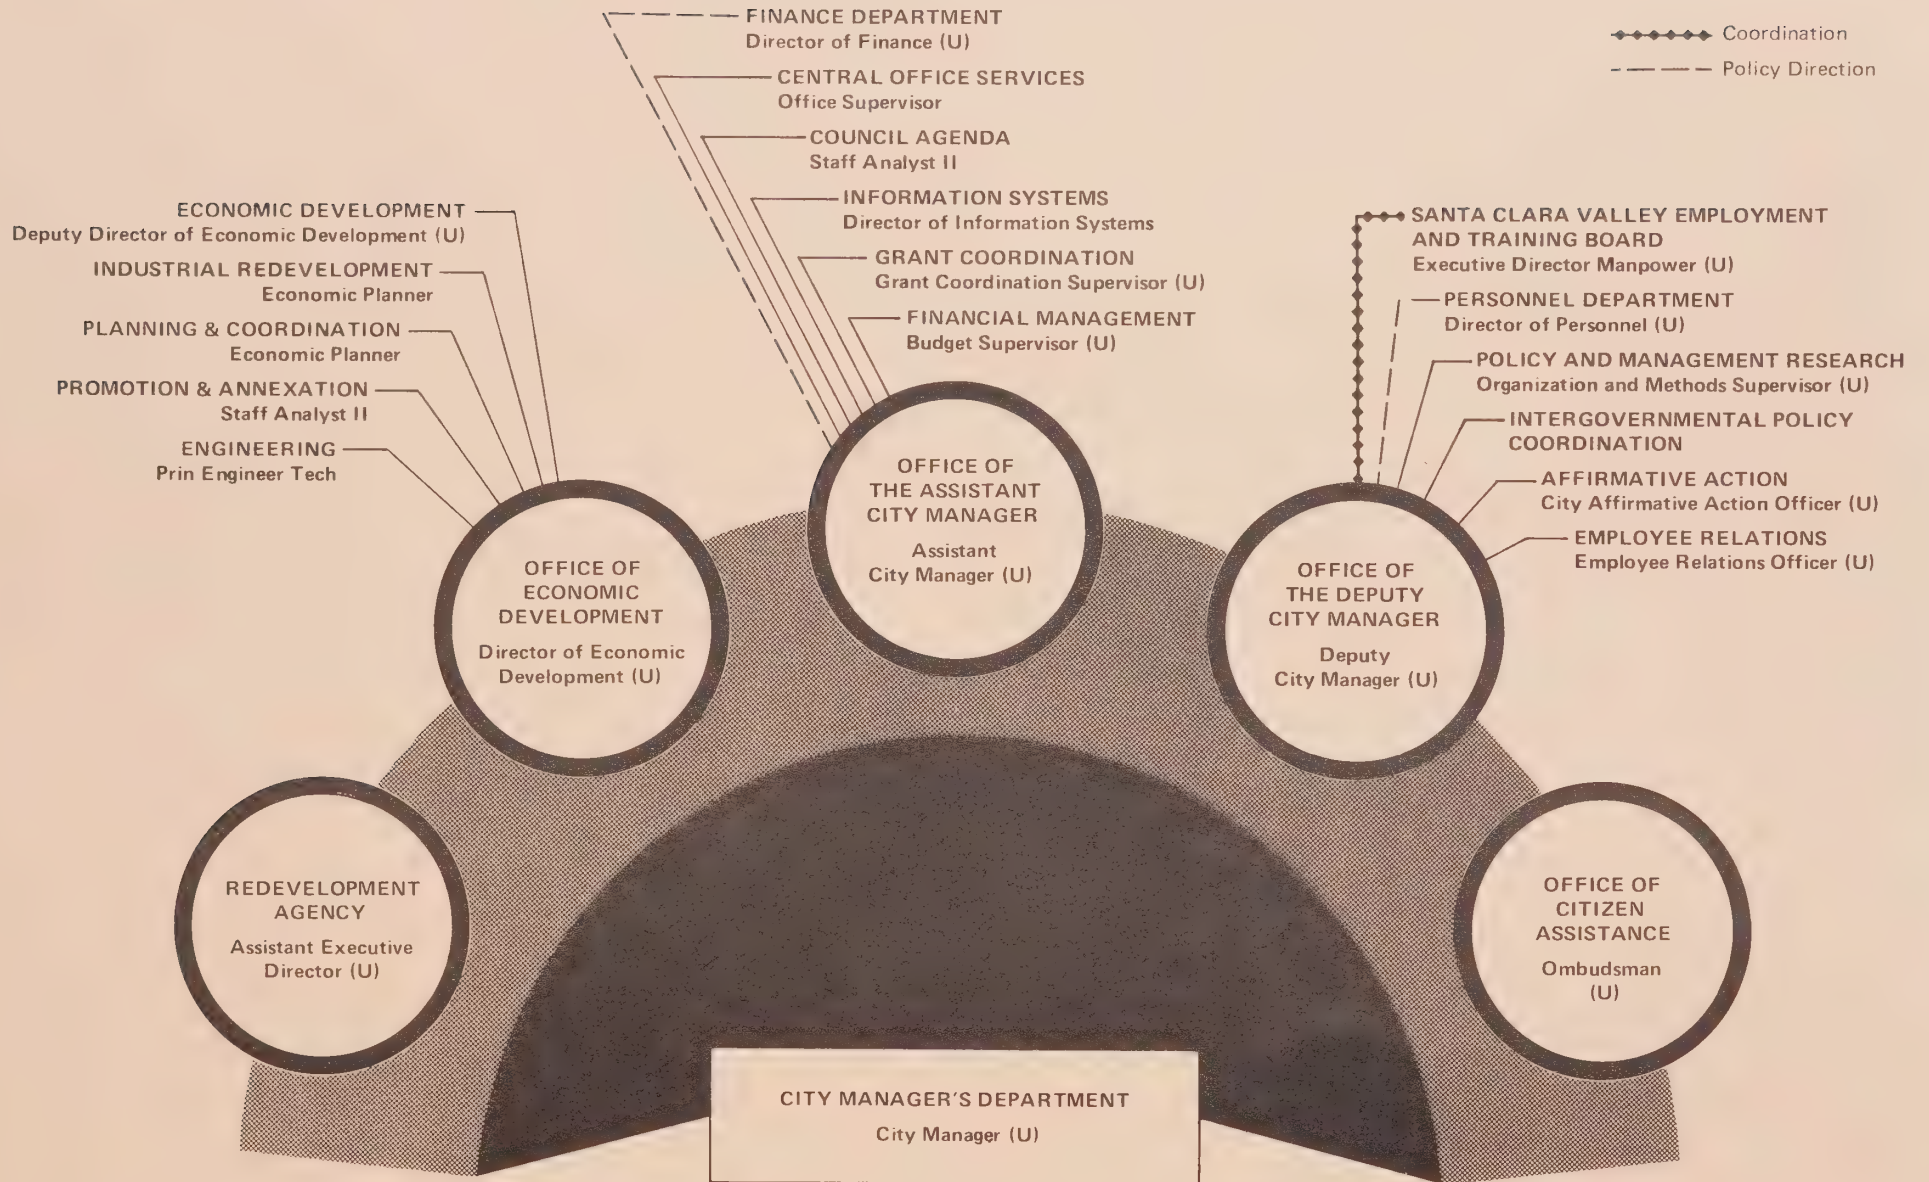 FINANCE DEPARTMENT
Director of Finance (U)
CENTRAL OFFICE SERVICES
Office Supervisor
COUNCIL AGENDA
Staff Analyst II
INFORMATION SYSTEMS
Director of Information Systems
GRANT COORDINATION
Grant Coordination Supervisor (U)
FINANCIAL MANAGEMENT
Budget Supervisor (U)
Coordination
Policy Direction
ECONOMIC DEVELOPMENT
Deputy Director of Economic Development (U)
INDUSTRIAL REDEVELOPMENT
Economic Planner
PLANNING & COORDINATION
Economic Planner
PROMOTION & ANNEXATION
Staff Analyst II
ENGINEERING
Prin Engineer Tech
SANTA CLARA VALLEY EMPLOYMENT
AND TRAINING BOARD
Executive Director Manpower (U)
PERSONNEL DEPARTMENT
Director of Personnel (U)
POLICY AND MANAGEMENT RESEARCH
Organization and Methods Supervisor (U)
INTERGOVERNMENTAL POLICY
COORDINATION
AFFIRMATIVE ACTION
City Affirmative Action Officer (U)
EMPLOYEE RELATIONS
Employee Relations Officer (U)
REDEVELOPMENT
AGENCY
Assistant Executive
Director (U)
OFFICE OF
ECONOMIC
DEVELOPMENT
Director of Economic
Development (U)
OFFICE OF
THE ASSISTANT
CITY MANAGER
Assistant
City Manager (U)
OFFICE OF
THE DEPUTY
CITY MANAGER
Deputy
City Manager (U)
OFFICE OF
CITIZEN
ASSISTANCE
Ombudsman
(U)
CITY MANAGER'S DEPARTMENT
City Manager (U)